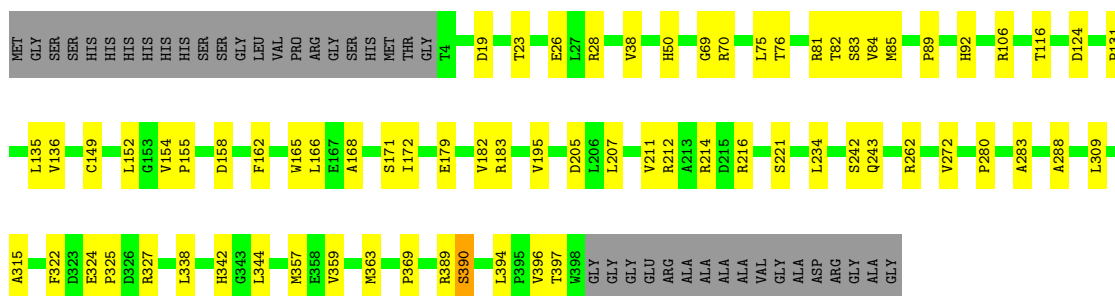 MET GLY SER SER HIS HIS HIS HIS HIS HIS SER SER GLY LEU VAL PRO ARG GLY SER HIS MET THR GLY T4 D19 T23 E26 L27 R28 V38 H50 G69 R70 L75 T76 R81 T82 S83 V84 M85 P89 H92 R106 T116 D124
L135 V136 C149 L152 G153 V154 P155 D158 F162 W165 L166 E167 A168 S171 I172 E179 V182 R183 V195 D205 L206 L207 V211 R212 A213 R214 D215 R216 S221 L234 S242 Q243 R262 V272 P280 A283 A288 L309
A315 F322 D323 E324 P325 D326 R327 L338 H342 G343 L344 M357 E358 V359 M363 P369 R389 S390 L394 P395 V396 T397 W398 GLY GLY GLY GLU ARG ALA ALA ALA ALA ALA VAL GLY ALA ASP ARG GLY ALA GLY